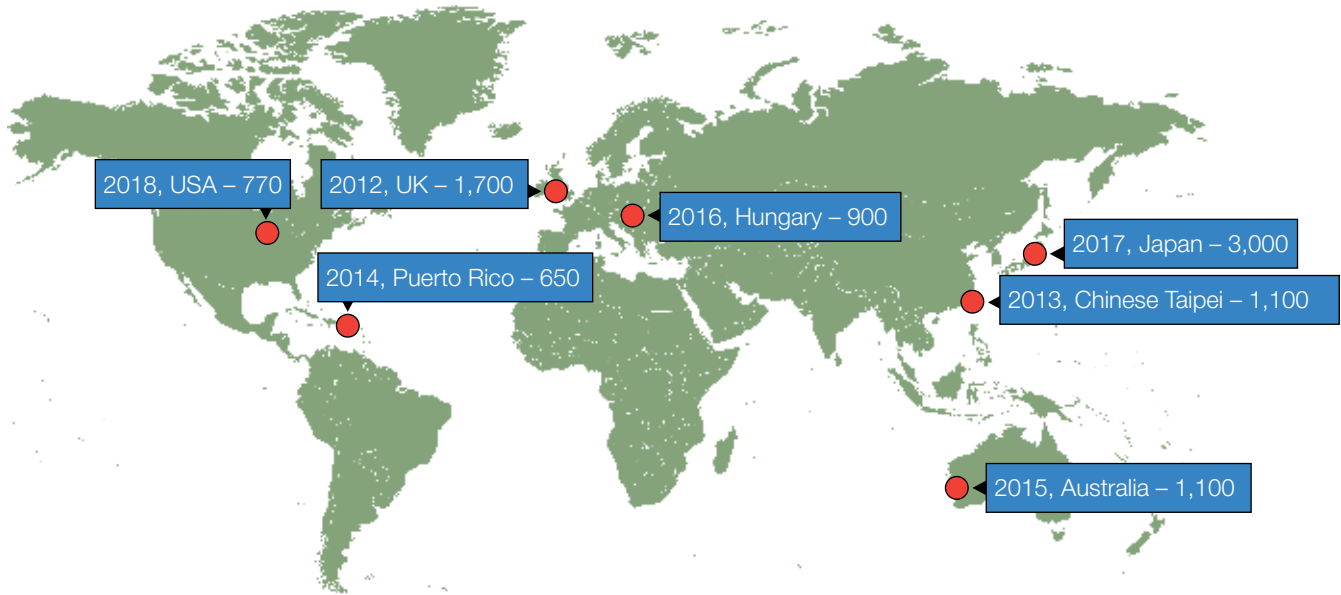 2018, USA – 770
2012, UK – 1,700
2016, Hungary – 900
2017, Japan – 3,000
2014, Puerto Rico – 650
2013, Chinese Taipei – 1,100
2015, Australia – 1,100